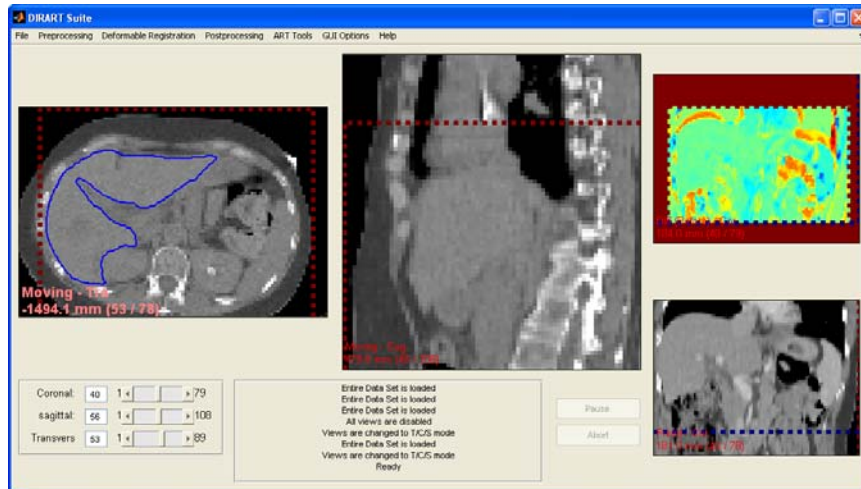 DIRART Suite
File Preprocessing Deformable Registration Postprocessing ART Tools GUI Options Help
Moving - Tra
-1494.1 mm (53 / 78)
Coronal: 40 1 79
sagittal: 56 1 108
Transvers 53 1 89
Entire Data Set is loaded
Entire Data Set is loaded
Entire Data Set is loaded
All views are disabled
Views are changed to T/C/S mode
Entire Data Set is loaded
Views are changed to T/C/S mode
Ready
Pause
Abort